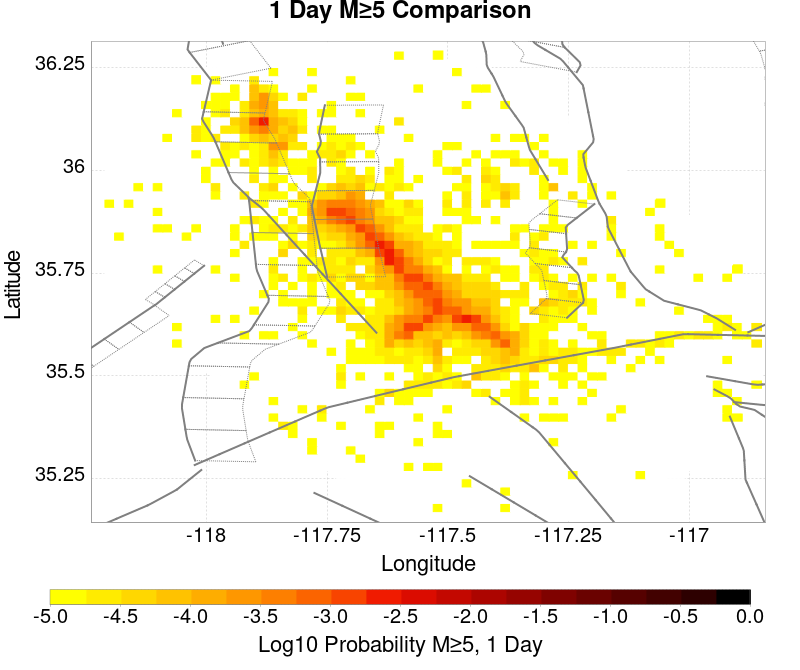 1 Day M≥5 Comparison
36.25
36
35.75
35.5
35.25
Latitude
-118 -117.75 -117.5 -117.25 -117
Longitude
-5.0 -4.5 -4.0 -3.5 -3.0 -2.5 -2.0 -1.5 -1.0 -0.5 0.0
Log10 Probability M≥5, 1 Day